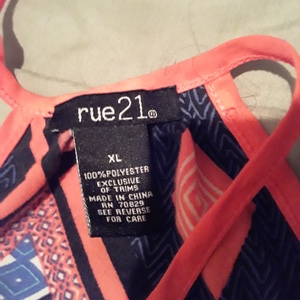 rue21®
XL
100% POLYESTER
EXCLUSIVE
OF TRIMS
MADE IN CHINA
RN 70829
SEE REVERSE
FOR CARE